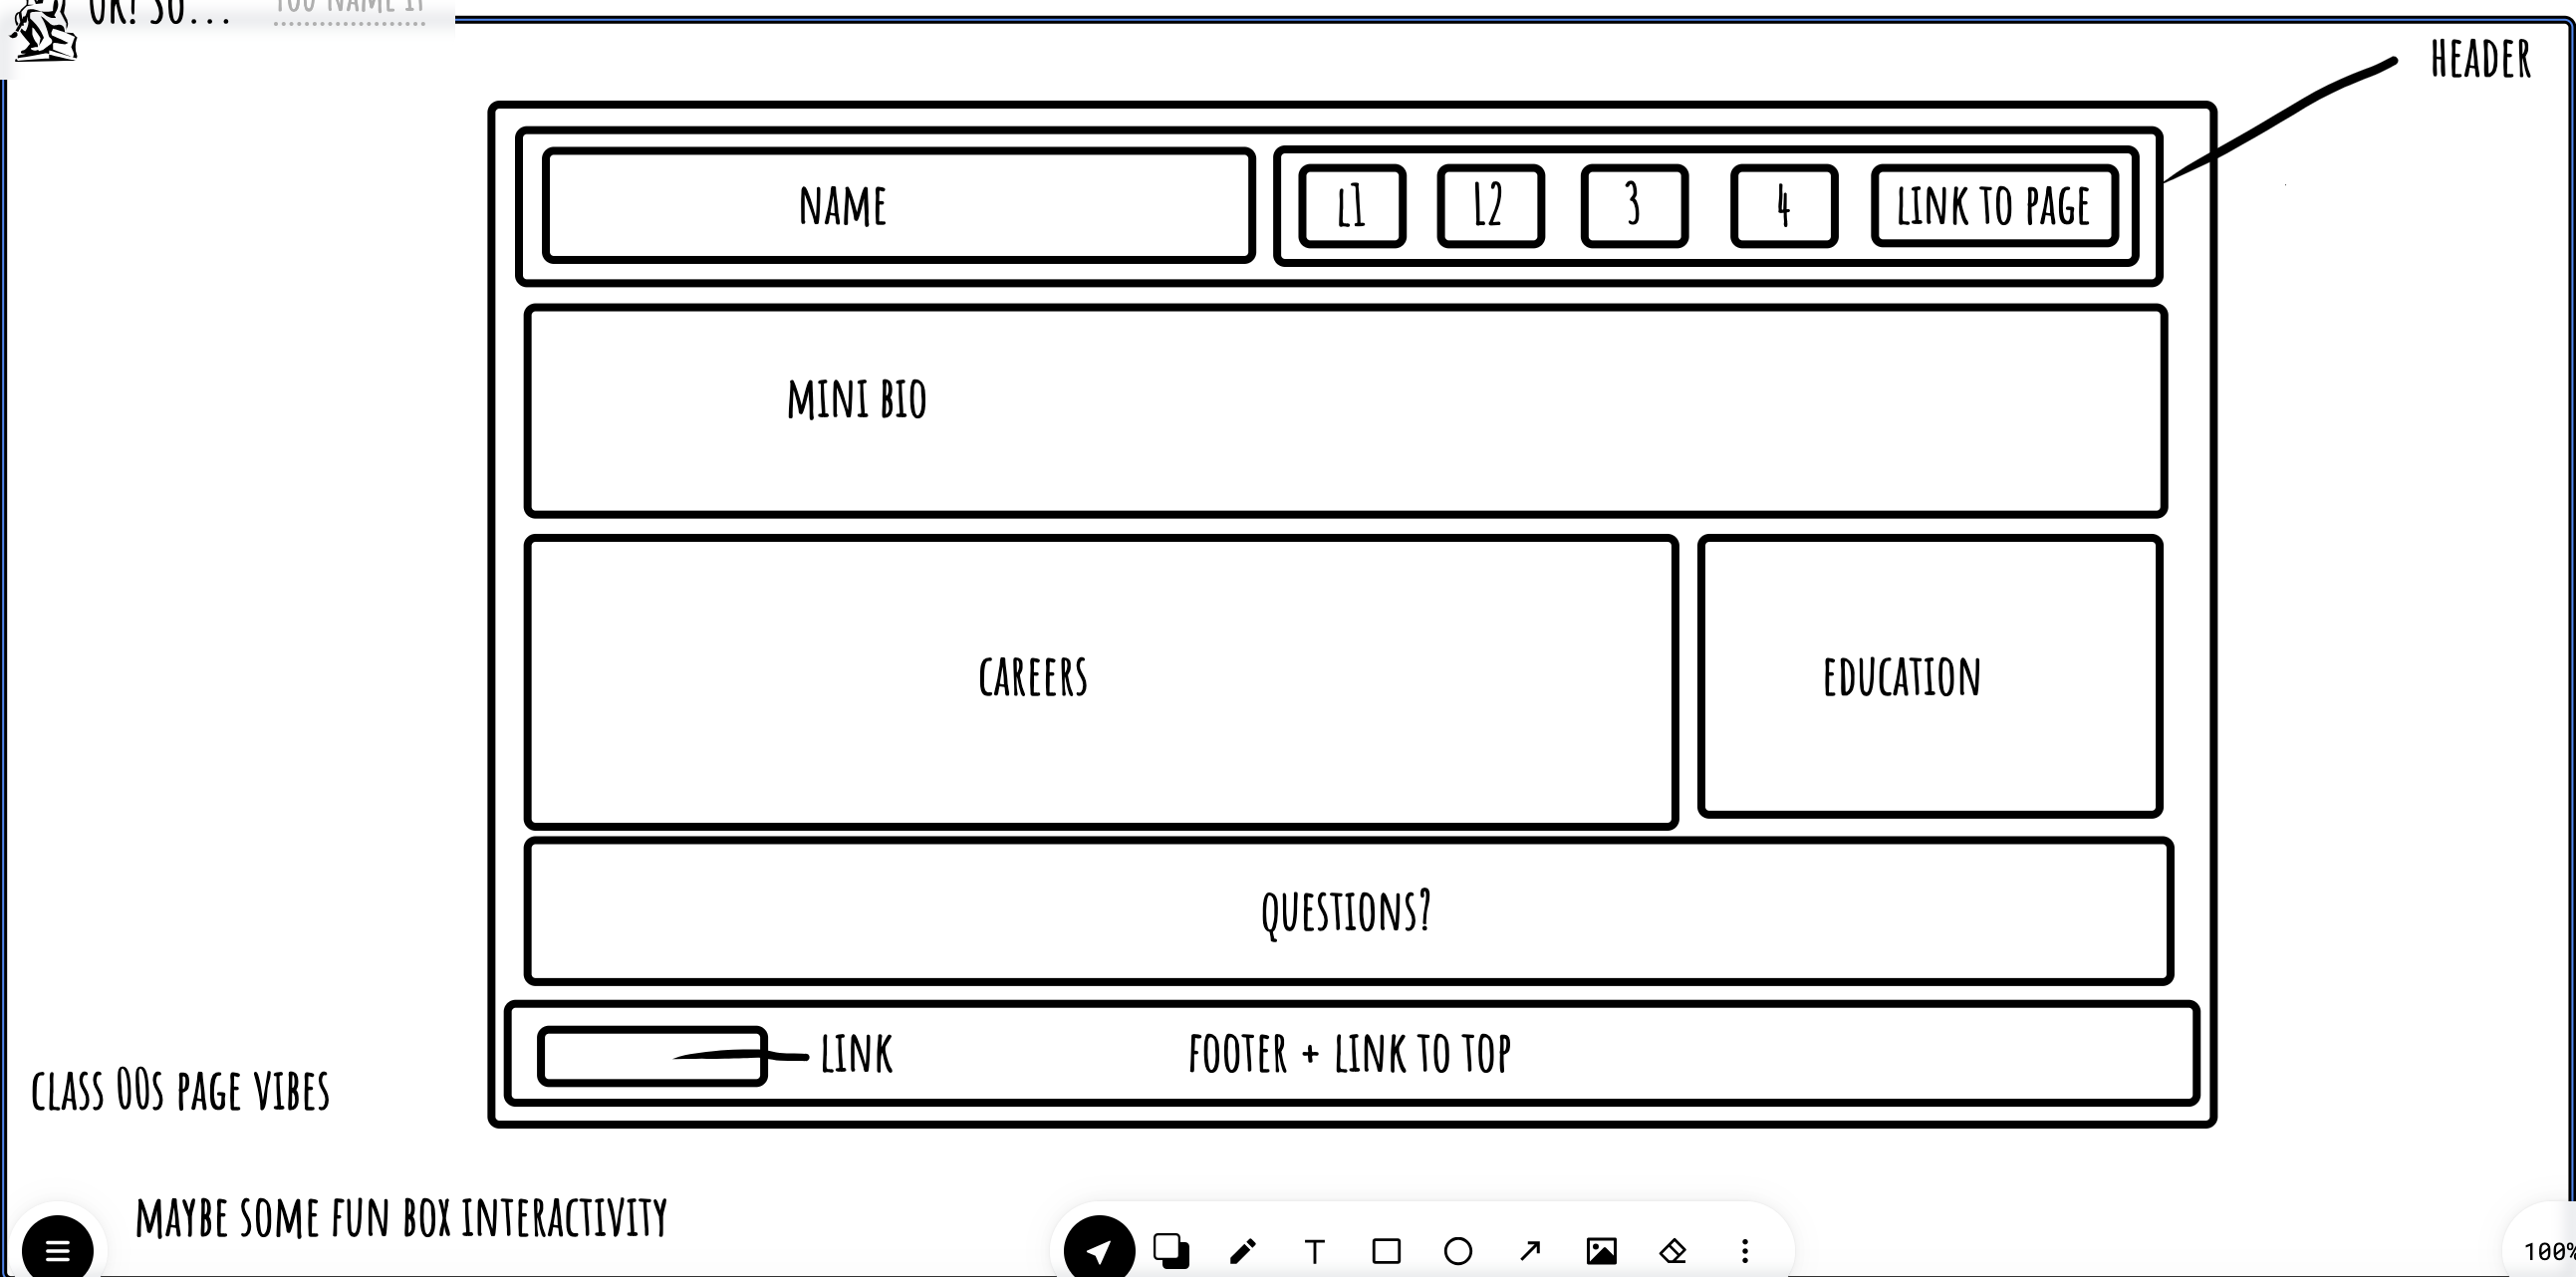 OK! SO...
YOU NAME IT
HEADER
NAME
L1
L2
3
4
LINK TO PAGE
MINI BIO
CAREERS
EDUCATION
QUESTIONS?
LINK
FOOTER + LINK TO TOP
CLASS 00s PAGE VIBES
MAYBE SOME FUN BOX INTERACTIVITY
T
100%